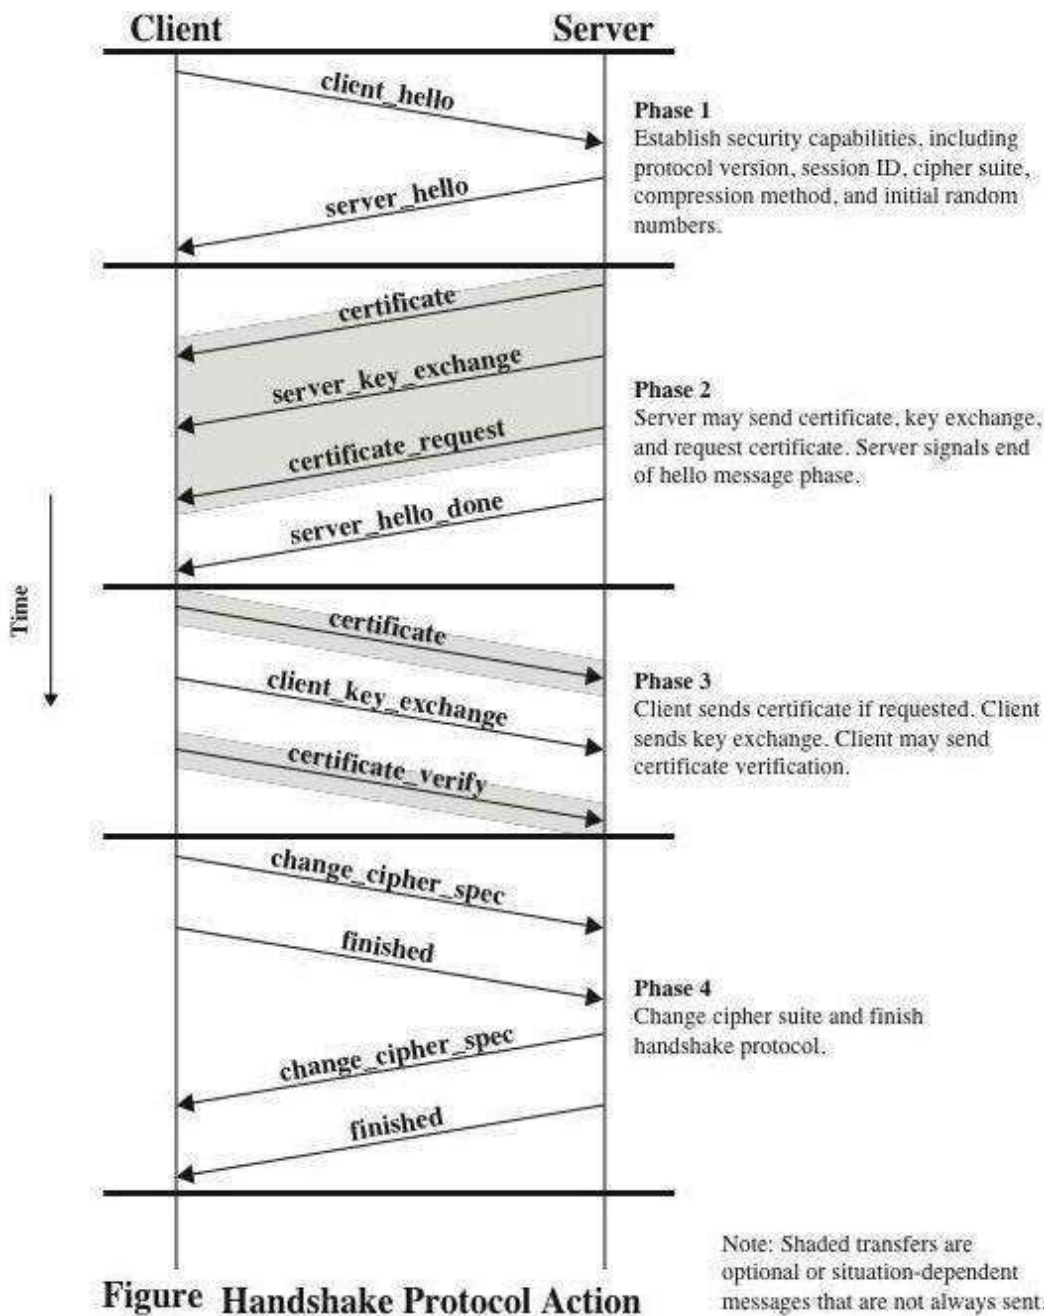 Client Server
client_hello
Phase 1
Establish security capabilities, including
protocol version, session ID, cipher suite,
compression method, and initial random
numbers.
server_hello
certificate
server_key_exchange
certificate_request
server_hello_done
Phase 2
Server may send certificate, key exchange,
and request certificate. Server signals end
of hello message phase.
Time
certificate
client_key_exchange
certificate_verify
Phase 3
Client sends certificate if requested. Client
sends key exchange. Client may send
certificate verification.
change_cipher_spec
finished
change_cipher_spec
finished
Phase 4
Change cipher suite and finish
handshake protocol.
Note: Shaded transfers are
optional or situation-dependent
messages that are not always sent.
Figure Handshake Protocol Action